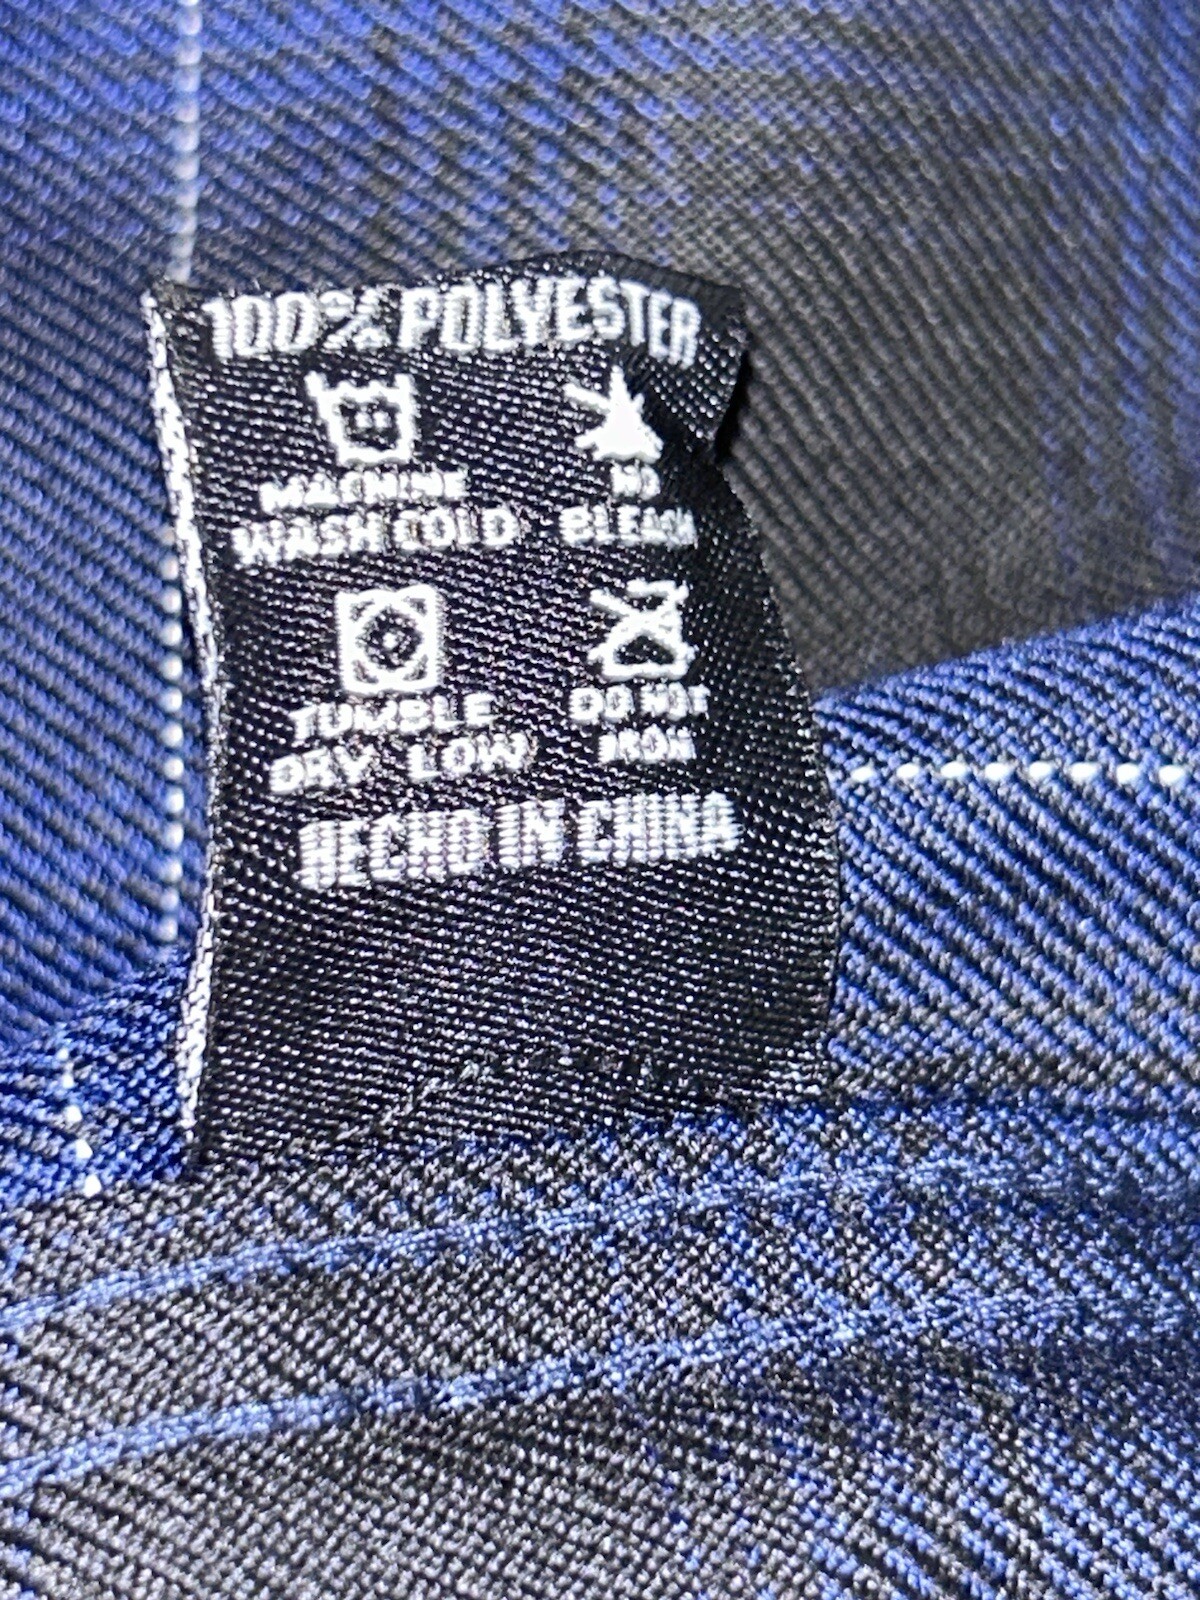 100% POLYESTER
MACHINE
WASH COLD
NO
BLEACH
TUMBLE
DRY LOW
DO NOT
IRON
HECHO IN CHINA